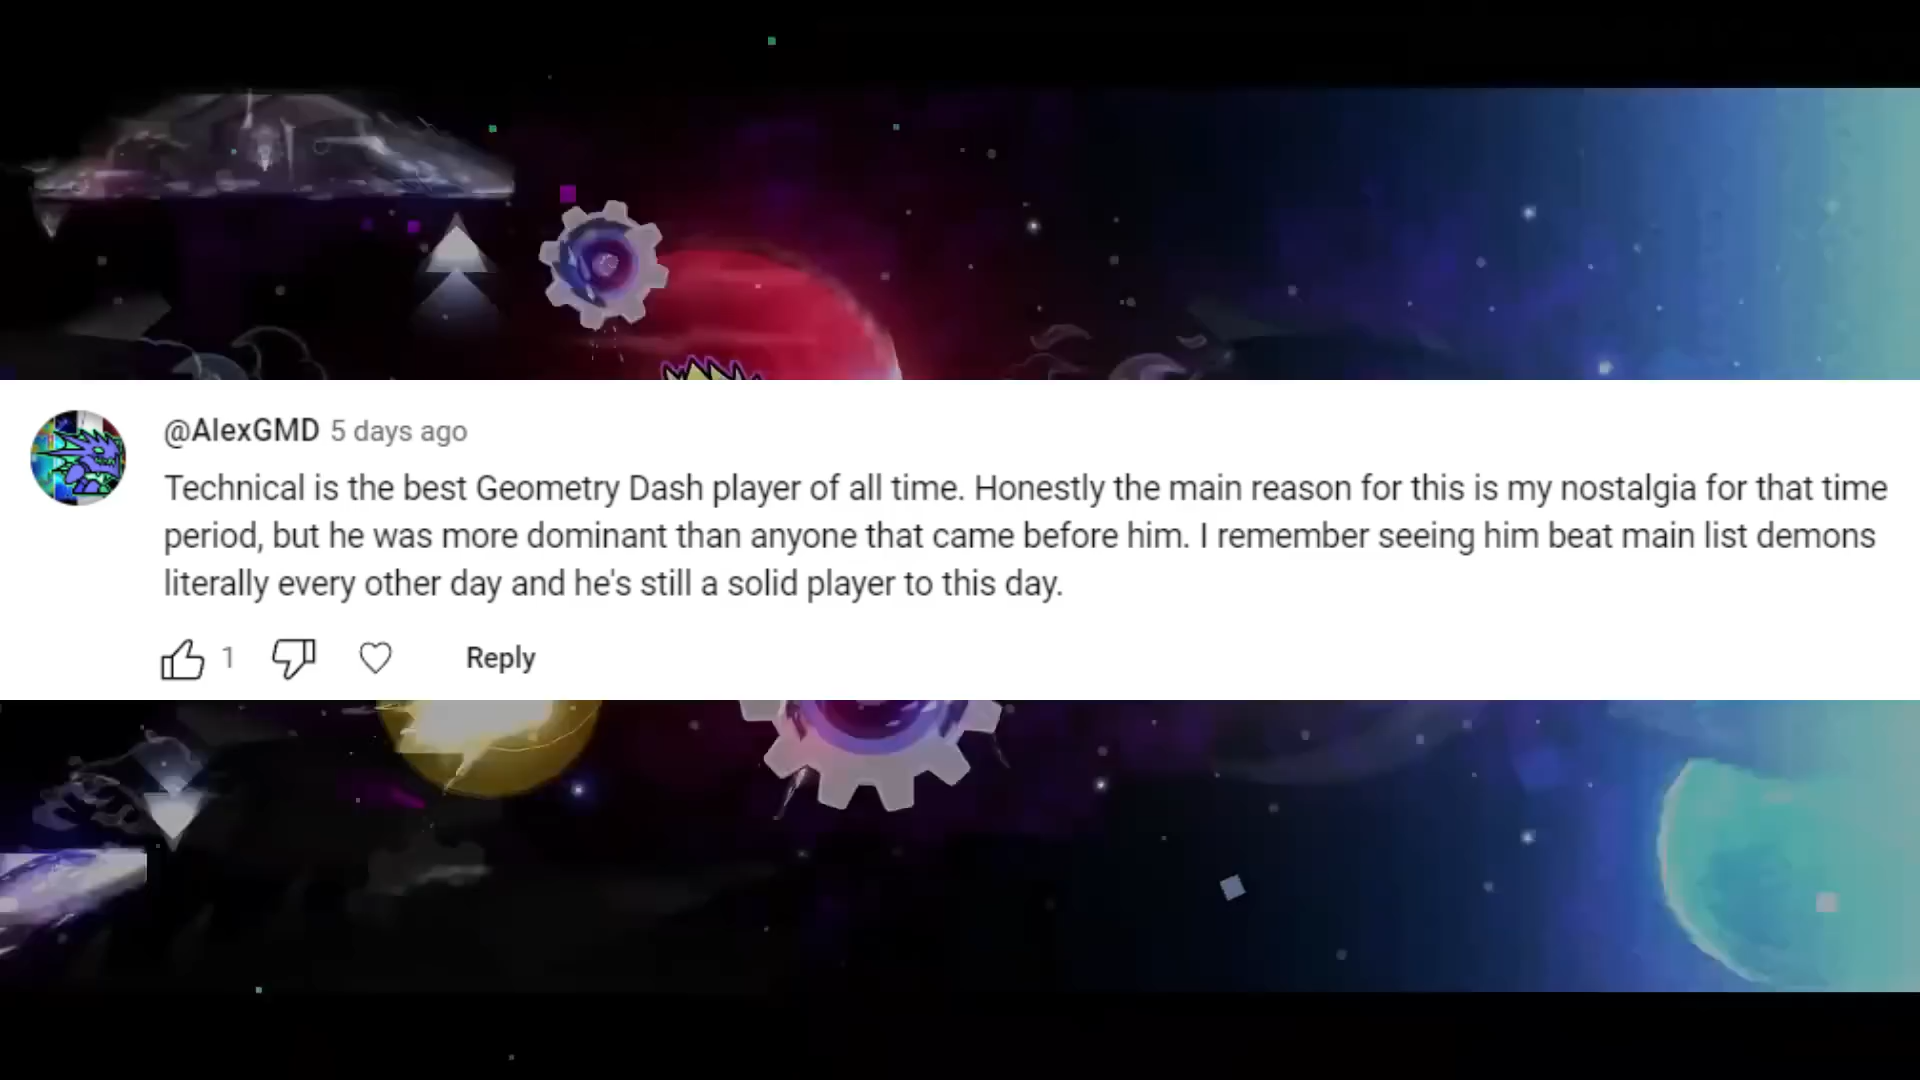 @AlexGMD 5 days ago
Technical is the best Geometry Dash player of all time. Honestly the main reason for this is my nostalgia for that time
period, but he was more dominant than anyone that came before him. I remember seeing him beat main list demons
literally every other day and he's still a solid player to this day.
1 Reply